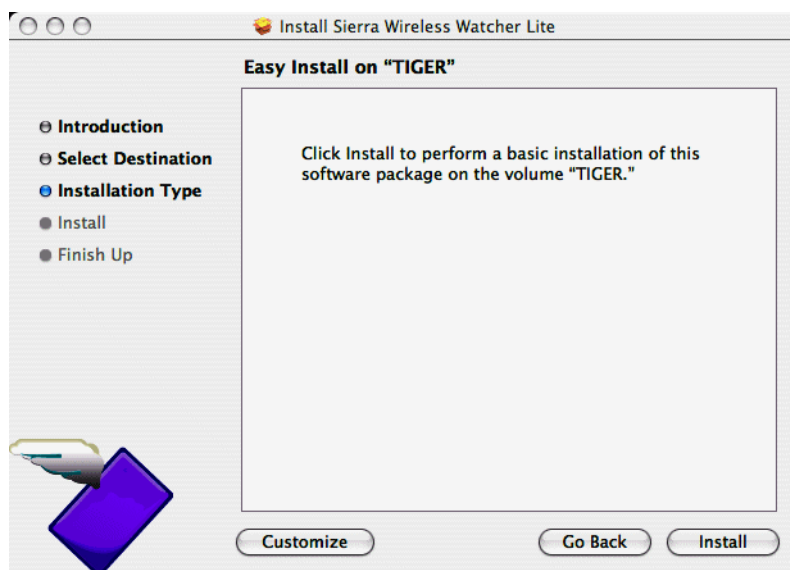 Install Sierra Wireless Watcher Lite
Easy Install on “TIGER”
Introduction
Select Destination
Installation Type
Install
Finish Up
Click Install to perform a basic installation of this
software package on the volume “TIGER.”
Customize
Go Back
Install